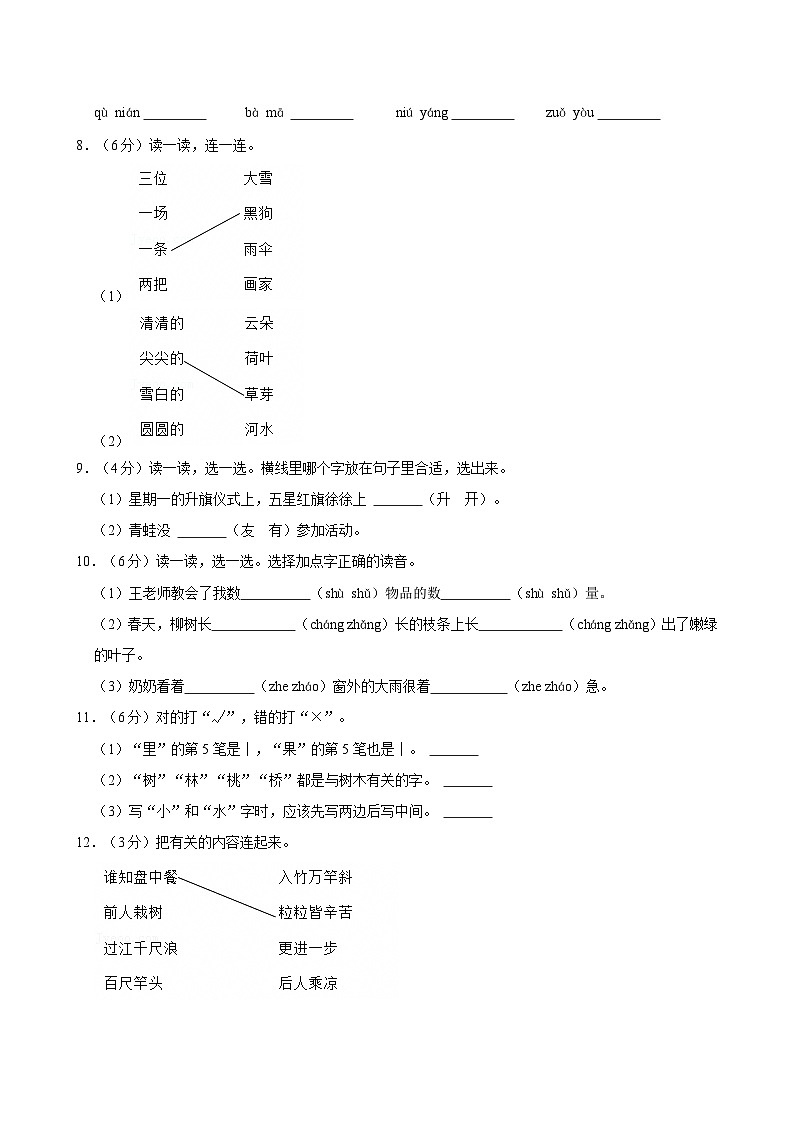 qù nián ________ bà mā ________ niú yáng ________ zuǒ yòu ________
8.（6分）读一读，连一连。
三位 大雪
一场 黑狗
一条 雨伞
两把 画家
（1）
清清的 云朵
尖尖的 荷叶
雪白的 草芽
圆圆的 河水
（2）
9.（4分）读一读，选一选。横线里哪个字放在句子里合适，选出来。
（1）星期一的升旗仪式上，五星红旗徐徐上 ______（升 开）。
（2）青蛙没 ______（友 有）参加活动。
10.（6分）读一读，选一选。选择加点字正确的读音。
（1）王老师教会了我数_________（shù shǔ）物品的数_________（shù shǔ）量。
（2）春天，柳树长___________（cháng zhǎng）长的枝条上长___________（cháng zhǎng）出了嫩绿
的叶子。
（3）奶奶看着_________（zhe zháo）窗外的大雨很着__________（zhe zháo）急。
11.（6分）对的打“√”，错的打“×”。
（1）“里”的第5笔是丨，“果”的第5笔也是丨。 ______
（2）“树”“林”“桃”“桥”都是与树木有关的字。 ______
（3）写“小”和“水”字时，应该先写两边后写中间。 ______
12.（3分）把有关的内容连起来。
谁知盘中餐 入竹万竿斜
前人栽树 粒粒皆辛苦
过江千尺浪 更进一步
百尺竿头 后人乘凉